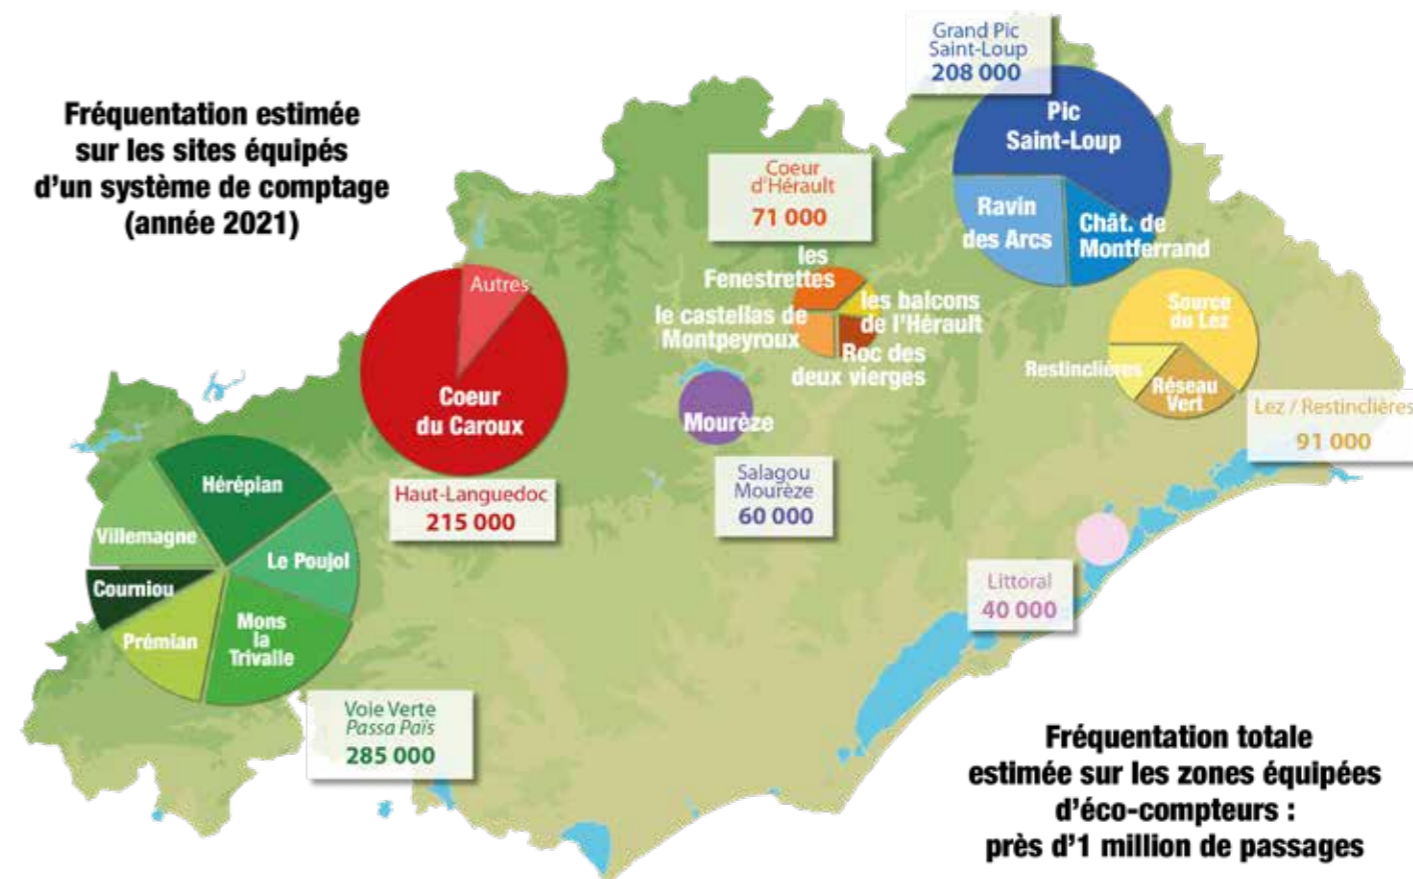 Fréquentation estimée
sur les sites équipés
d'un système de comptage
(année 2021)
Grand Pic
Saint-Loup
208 000
Pic
Saint-Loup
Ravin
des Arcs
Chât. de
Montferrand
Coeur
d'Hérault
71 000
les
Fenestrettes
le castellas de
Montpeyroux
les balcons
de l'Hérault
Roc des
deux vierges
Source
du Lez
Restinclières
Réseau
Vert
Lez / Restinclières
91 000
Autres
Coeur
du Caroux
Haut-Languedoc
215 000
Mourèze
Salagou
Mourèze
60 000
Littoral
40 000
Hérépian
Villemagne
Le Poujol
Courniou
Prémian
Mons
la
Trivalle
Voie Verte
Passa Païs
285 000
Fréquentation totale
estimée sur les zones équipées
d'éco-compteurs :
près d'1 million de passages